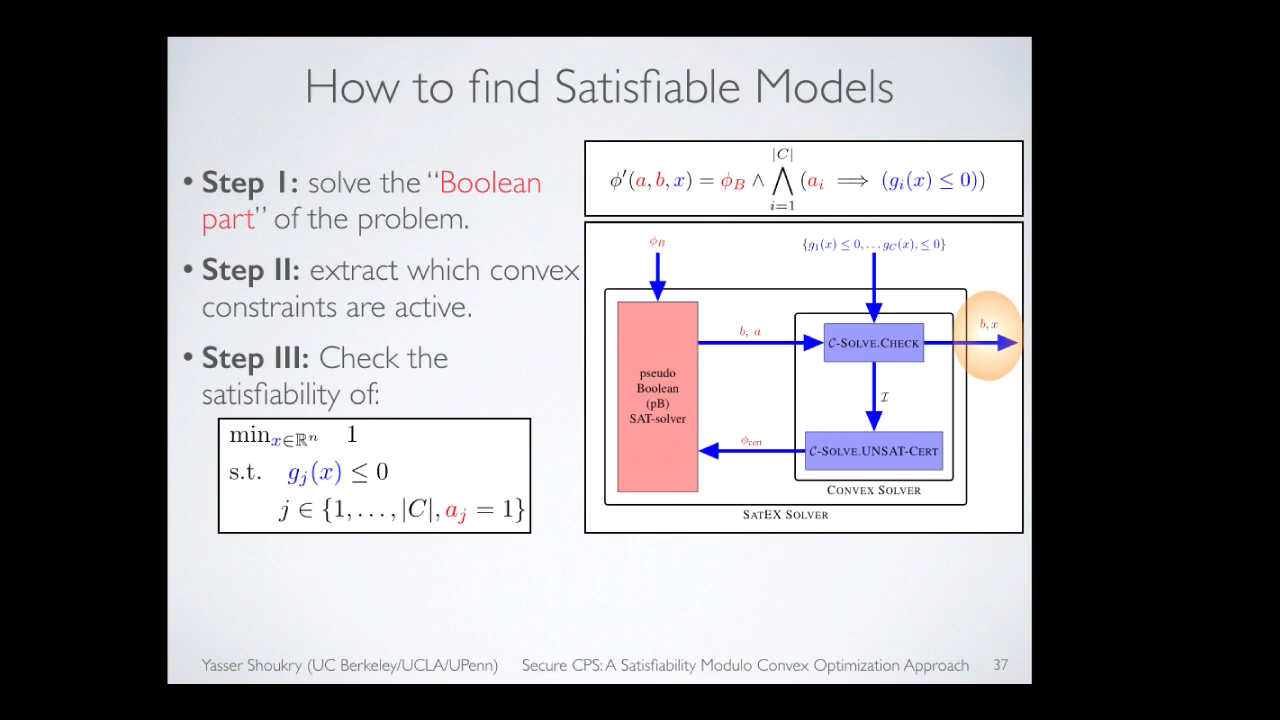 How to find Satisfiable Models
• Step I: solve the “Boolean
part” of the problem.
• Step II: extract which convex
constraints are active.
• Step III: Check the
satisfiability of:
min_{x∈ℝⁿ} 1
s.t. g_j(x) ≤ 0
j ∈ {1, …, |C|, a_j = 1}
ϕ′(a, b, x) = ϕ_B ∧ ⋀_{i=1}^{|C|} (a_i ⟹ (g_i(x) ≤ 0))
ϕ_B
{g₁(x) ≤ 0, … g_C(x), ≤ 0}
pseudo
Boolean
(pB)
SAT-solver
b, a
C-SOLVE.CHECK
b, x
I
ϕ_cert
C-SOLVE.UNSAT-CERT
CONVEX SOLVER
SATEX SOLVER
Yasser Shoukry (UC Berkeley/UCLA/UPenn) Secure CPS: A Satisfiability Modulo Convex Optimization Approach 37